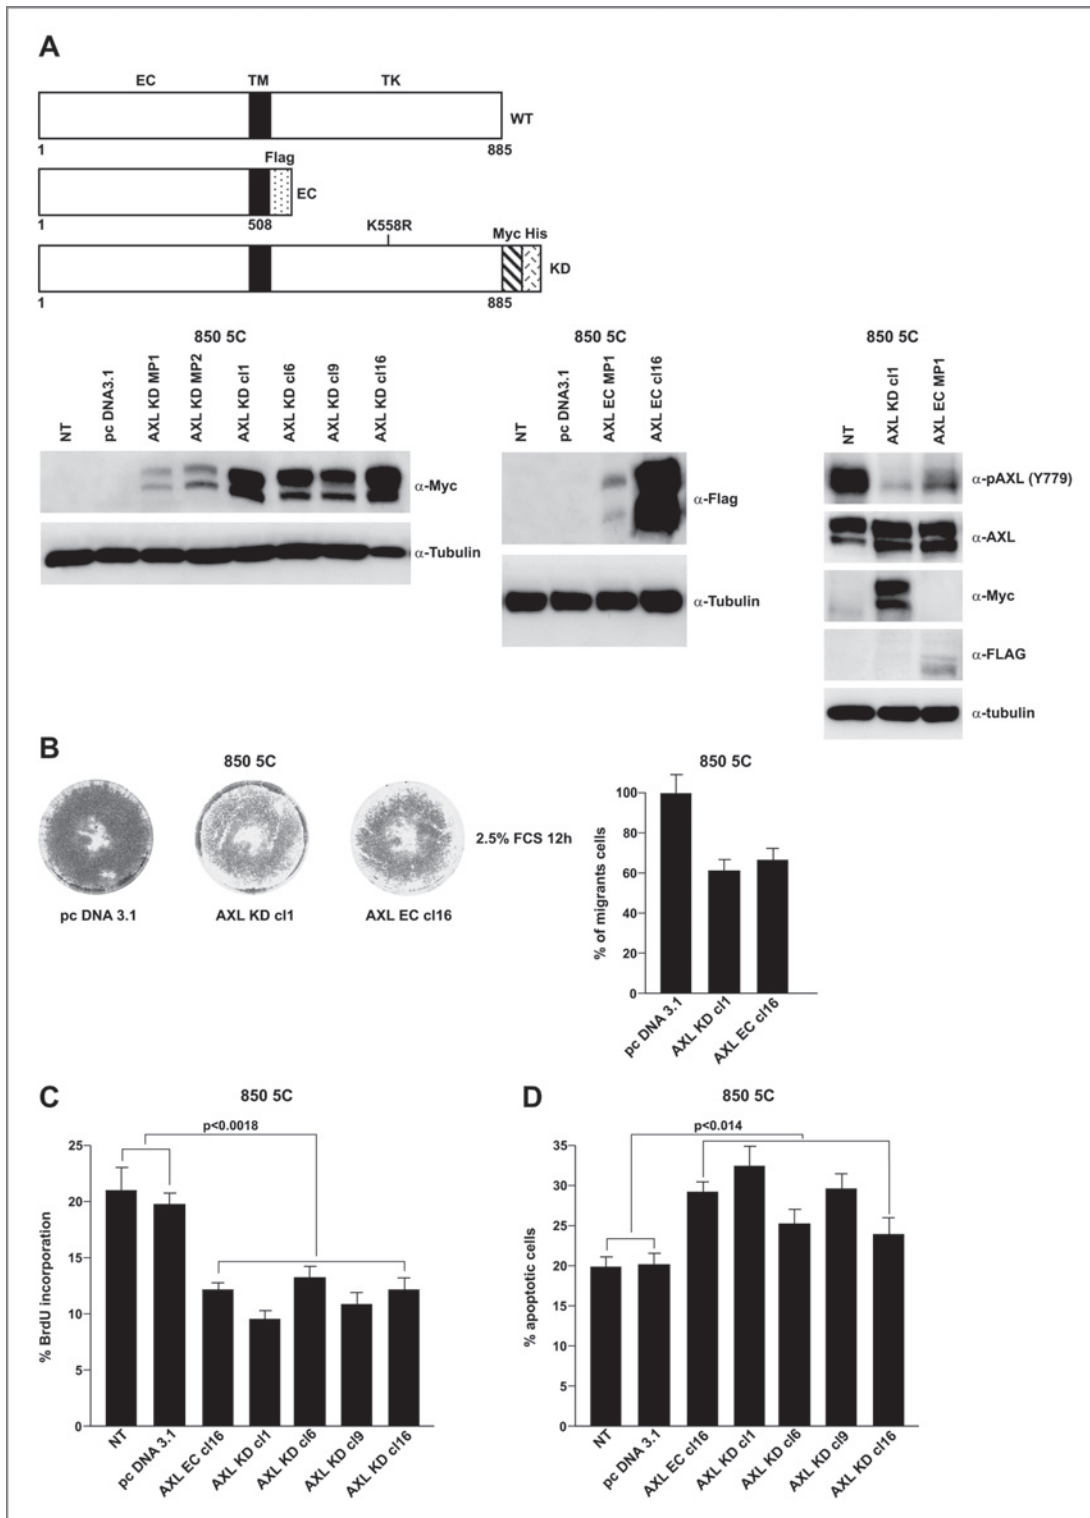 A
EC TM TK
WT
1 885
Flag
EC
1 508 K558R
Myc His
KD
1 885
850 5C
NT
pc DNA3.1
AXL KD MP1
AXL KD MP2
AXL KD cl1
AXL KD cl6
AXL KD cl9
AXL KD cl16
α-Myc
α-Tubulin
850 5C
NT
pc DNA3.1
AXL EC MP1
AXL EC cl16
α-Flag
α-Tubulin
850 5C
NT
AXL KD cl1
AXL EC MP1
α-pAXL (Y779)
α-AXL
α-Myc
α-FLAG
α-tubulin
B
850 5C
pc DNA 3.1 AXL KD cl1 AXL EC cl16
2.5% FCS 12h
850 5C
% of migrants cells
100
80
60
40
20
0
pc DNA 3.1
AXL KD cl1
AXL EC cl16
C
850 5C
p<0.0018
% BrdU incorporation
25
20
15
10
5
0
NT
pc DNA 3.1
AXL EC cl16
AXL KD cl1
AXL KD cl6
AXL KD cl9
AXL KD cl16
D
850 5C
p<0.014
% apoptotic cells
35
30
25
20
15
10
5
0
NT
pc DNA 3.1
AXL EC cl16
AXL KD cl1
AXL KD cl6
AXL KD cl9
AXL KD cl16